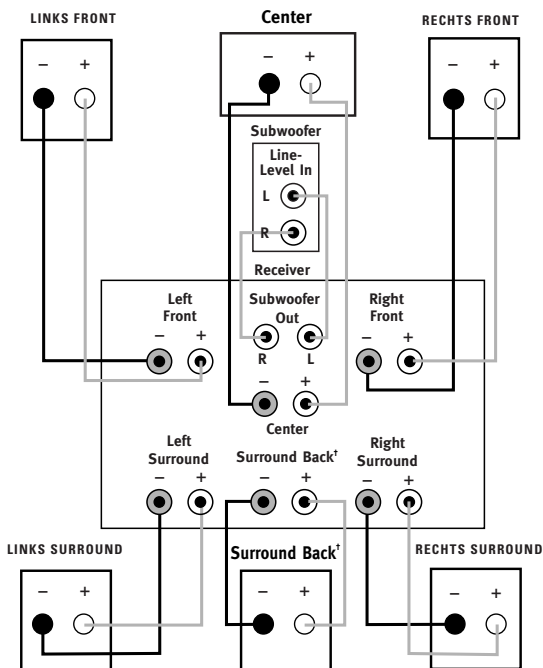 LINKS FRONT
Center
RECHTS FRONT
– +
– +
– +
Subwoofer
Line-
Level In
L
R
Receiver
Left
Front
– +
Subwoofer
Out
R L
Right
Front
– +
– +
Center
Left
Surround
– +
Surround Back†
– +
Right
Surround
– +
LINKS SURROUND
Surround Back†
RECHTS SURROUND
– +
– +
– +